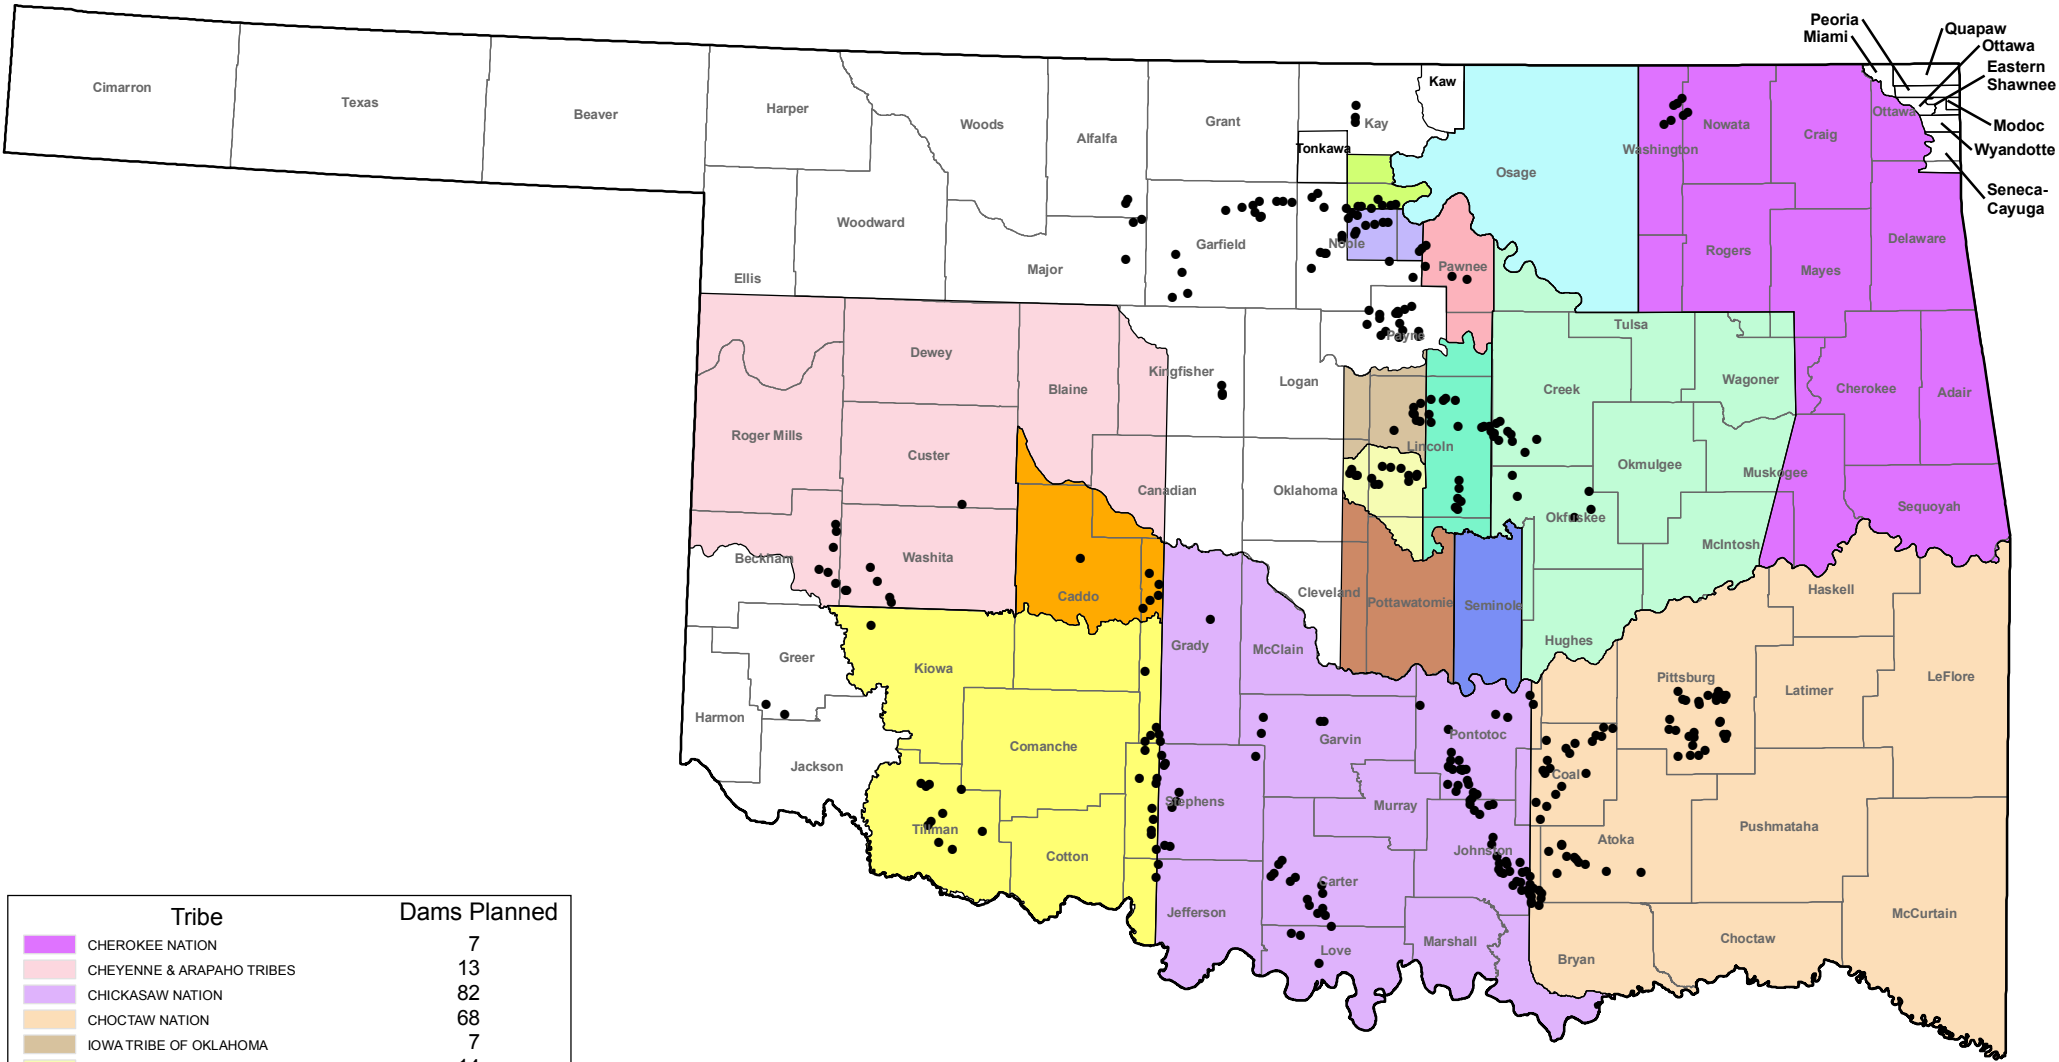 Peoria
Miami
Quapaw
Ottawa
Eastern
Shawnee
Modoc
Wyandotte
Seneca-
Cayuga
Kaw
Tonkawa
Cimarron
Texas
Beaver
Harper
Woods
Alfalfa
Grant
Kay
Osage
Washington
Nowata
Craig
Ottawa
Ellis
Woodward
Major
Garfield
Noble
Pawnee
Rogers
Mayes
Delaware
Roger Mills
Dewey
Blaine
Kingfisher
Logan
Payne
Creek
Tulsa
Wagoner
Cherokee
Adair
Custer
Canadian
Oklahoma
Lincoln
Okmulgee
Muskogee
Sequoyah
Okfuskee
McIntosh
Beckham
Washita
Caddo
Cleveland
Pottawatomie
Seminole
Hughes
Haskell
Greer
Kiowa
Grady
McClain
Pittsburg
Latimer
LeFlore
Harmon
Jackson
Comanche
Garvin
Pontotoc
Coal
Tillman
Cotton
Stephens
Murray
Johnston
Atoka
Pushmataha
Jefferson
Carter
Love
Marshall
Bryan
Choctaw
McCurtain
Tribe Dams Planned
CHEROKEE NATION 7
CHEYENNE & ARAPAHO TRIBES 13
CHICKASAW NATION 82
CHOCTAW NATION 68
IOWA TRIBE OF OKLAHOMA 7